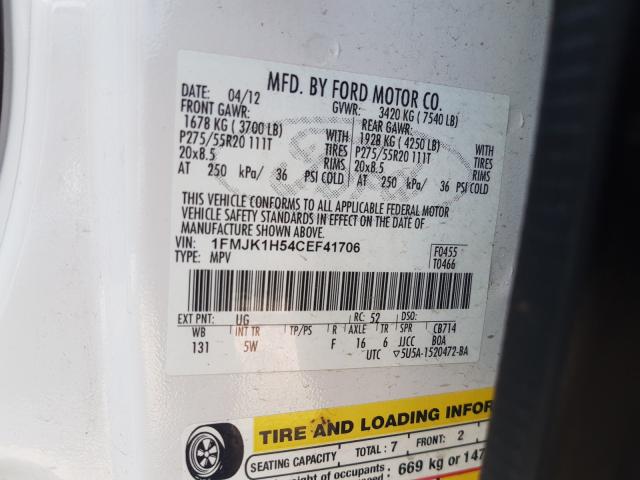 MFD. BY FORD MOTOR CO.
DATE: 04/12 GVWR: 3420 KG ( 7540 LB)
FRONT GAWR: REAR GAWR:
1678 KG ( 3700 LB) 1928 KG ( 4250 LB)
P275/55R20 111T TIRES P275/55R20 111T TIRES
20x8.5 RIMS 20x8.5 RIMS
AT 250 kPa/ 36 PSI COLD AT 250 kPa/ 36 PSI COLD
THIS VEHICLE CONFORMS TO ALL APPLICABLE FEDERAL MOTOR
VEHICLE SAFETY STANDARDS IN EFFECT ON THE DATE OF
MANUFACTURE SHOWN ABOVE.
VIN: 1FMJK1H54CEF41706 F0455
TYPE: MPV T0466
EXT PNT: UG RC: 52 DSO:
WB INT TR TP/PS R AXLE TR SPR CB714
131 5W F 16 6 JJCC BOA
UTC ▽5U5A-1520472-BA
TIRE AND LOADING INFOR
SEATING CAPACITY TOTAL: 7 FRONT: 2
ight of occupants 669 kg or 147